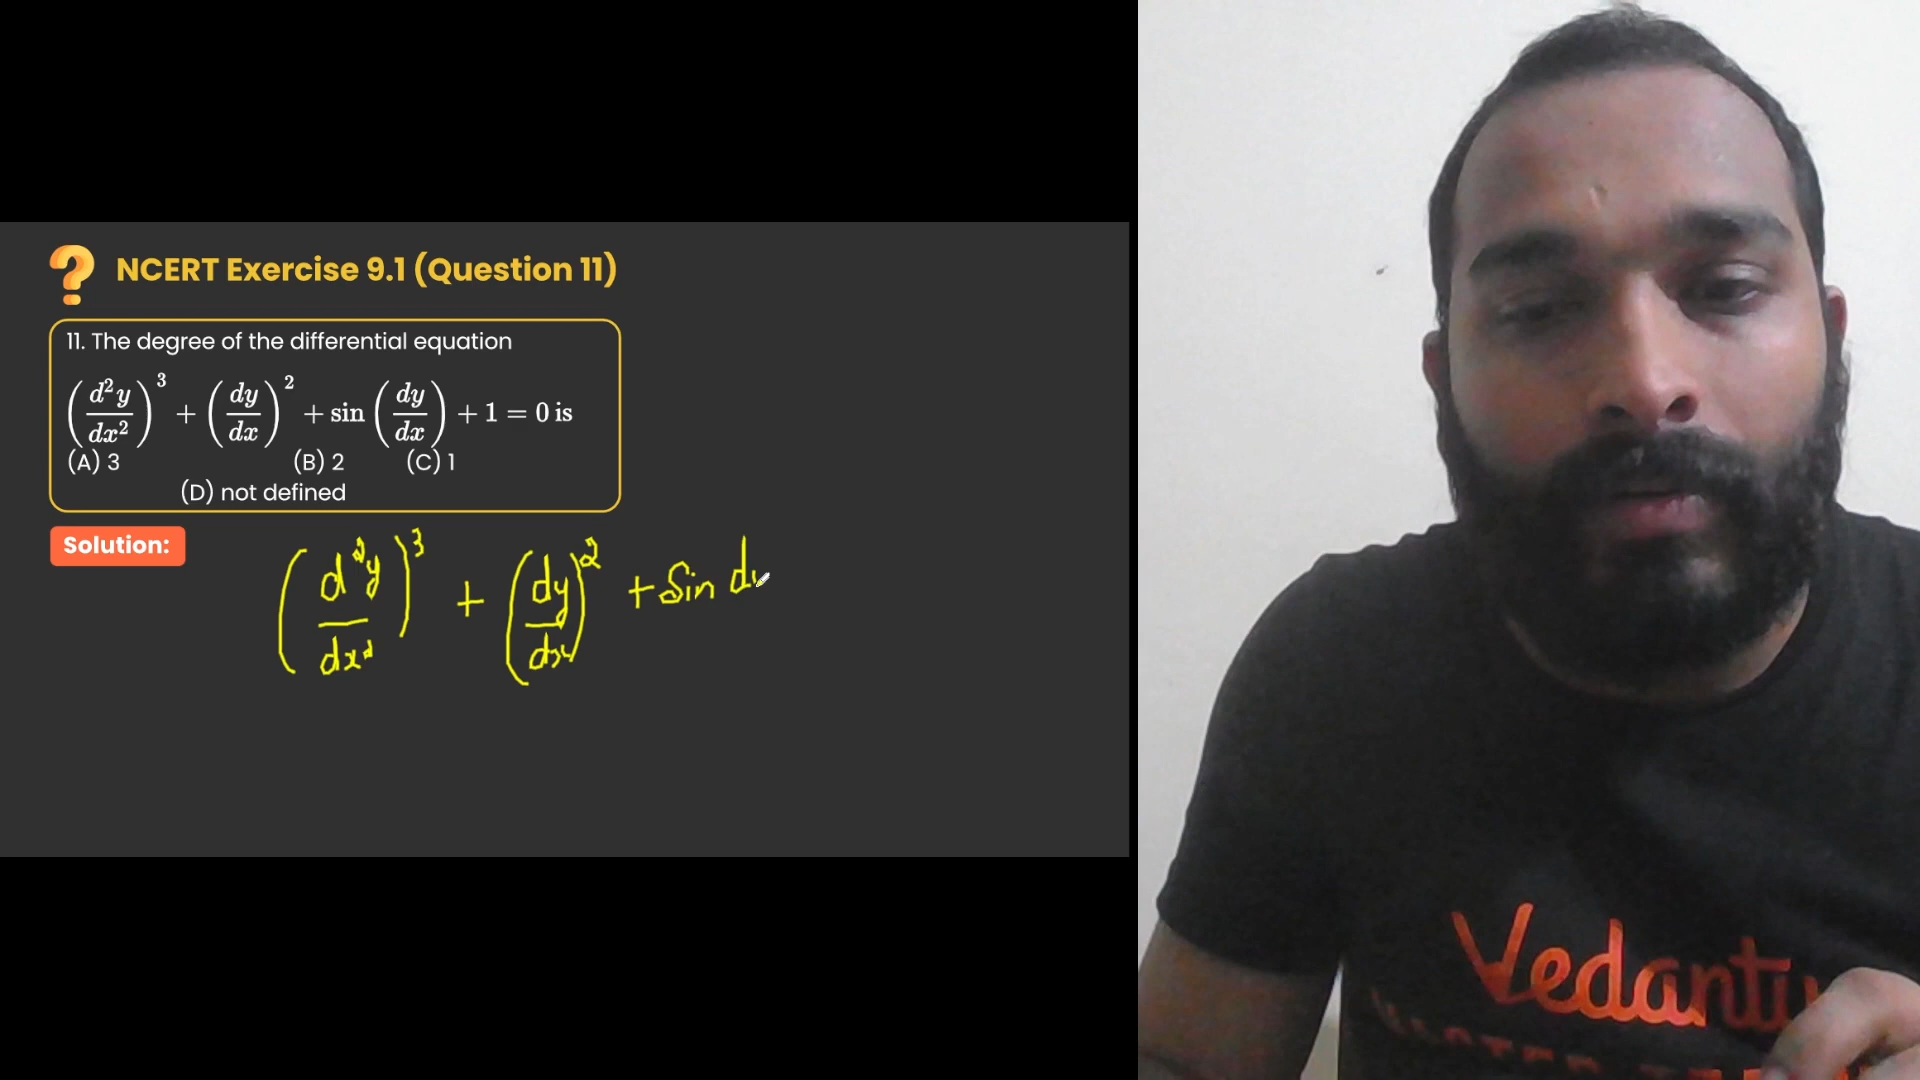 NCERT Exercise 9.1 (Question 11)
11. The degree of the differential equation
(d²y/dx²)³ + (dy/dx)² + sin (dy/dx) + 1 = 0 is
(A) 3 (B) 2 (C) 1
(D) not defined
Solution:
(d²y/dx²)³ + (dy/dx)² + Sin dy
Vedantu